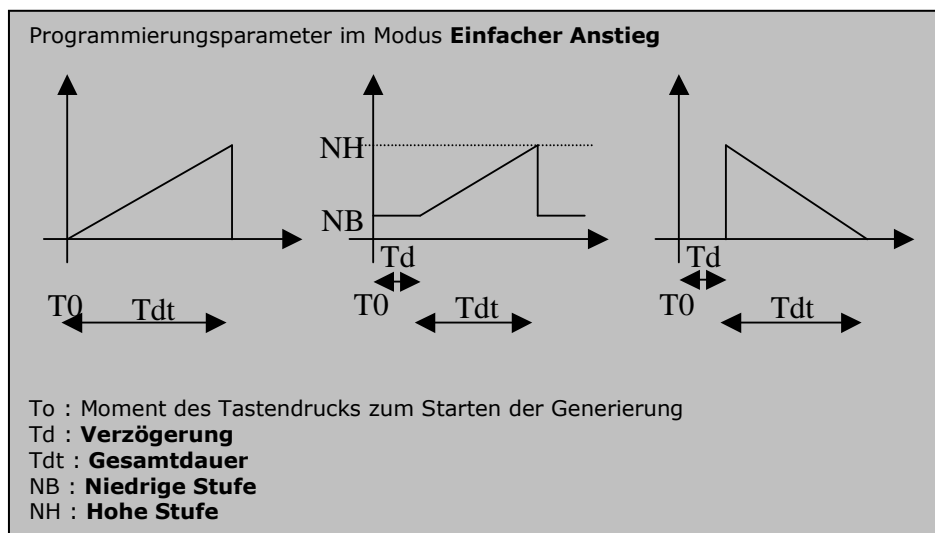 Programmierungsparameter im Modus Einfacher Anstieg
NH
NB
Td
Td
T0
Tdt
T0
Tdt
T0
Tdt
To : Moment des Tastendrucks zum Starten der Generierung
Td : Verzögerung
Tdt : Gesamtdauer
NB : Niedrige Stufe
NH : Hohe Stufe